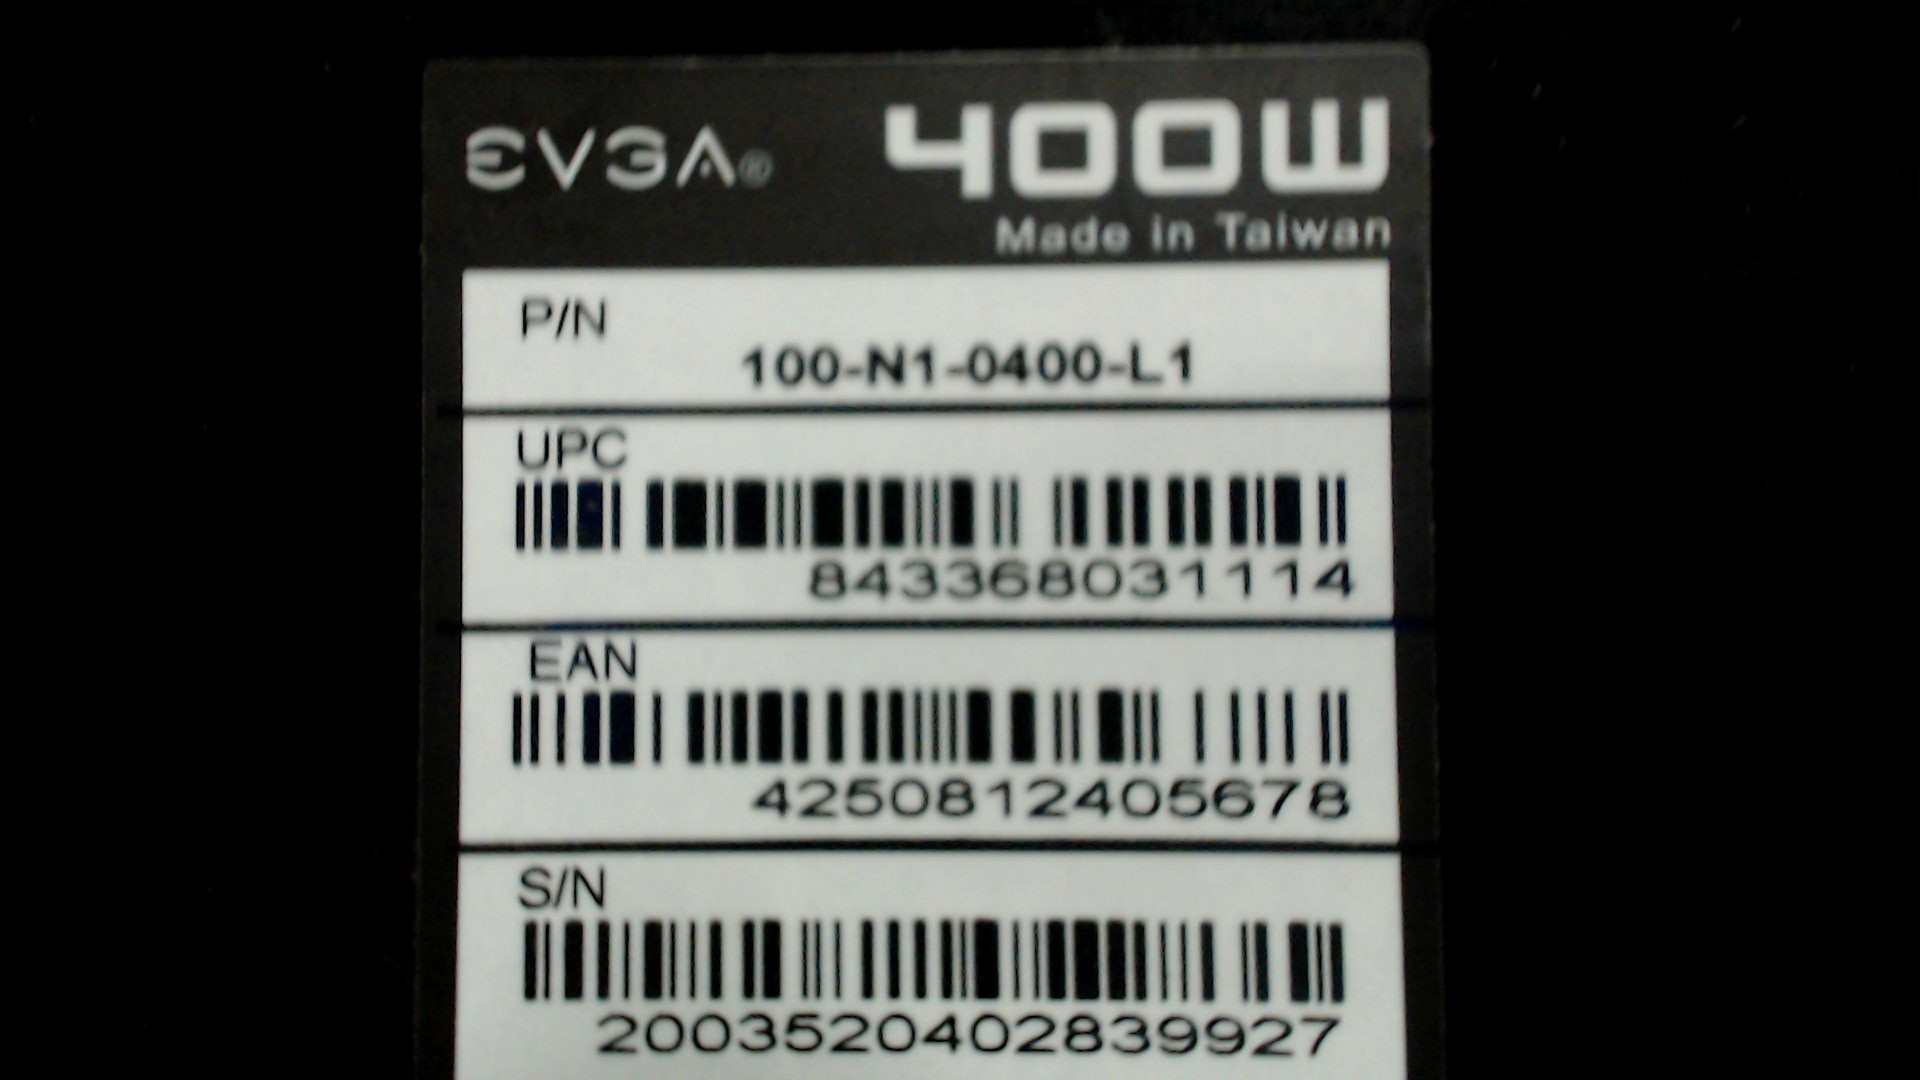 EVGA® 400W
Made in Taiwan
P/N
100-N1-0400-L1
UPC
843368031114
EAN
4250812405678
S/N
2003520402839927